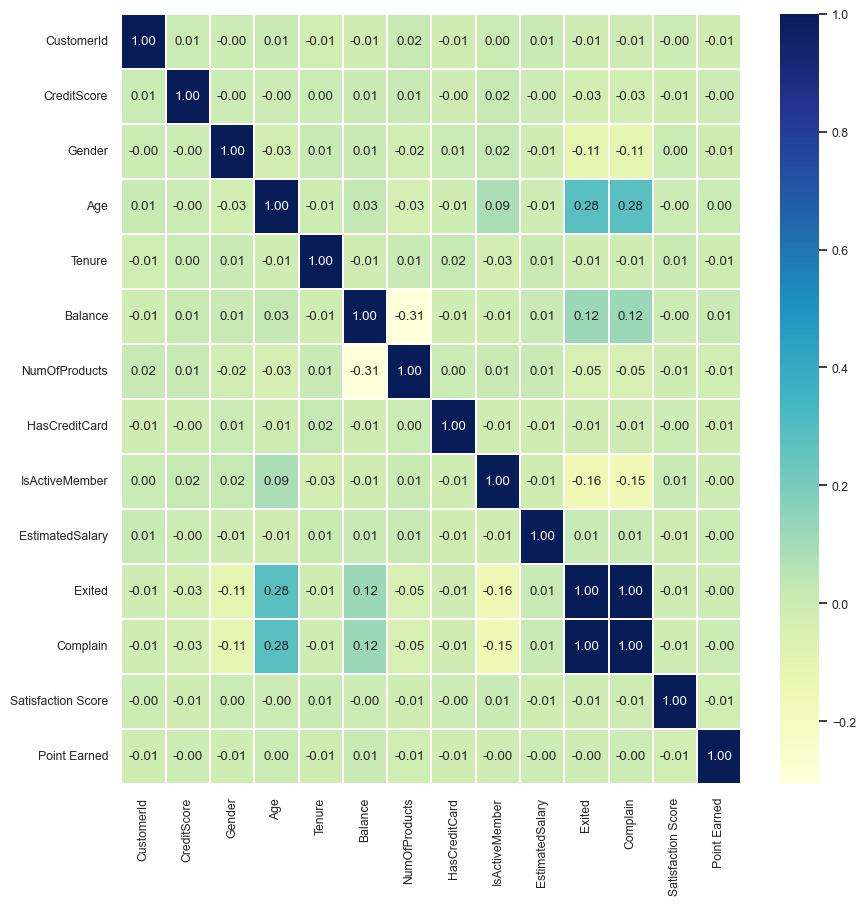 CustomerId 1.00 0.01 -0.00 0.01 -0.01 -0.01 0.02 -0.01 0.00 0.01 -0.01 -0.01 -0.00 -0.01
CreditScore 0.01 1.00 -0.00 -0.00 0.00 0.01 0.01 -0.00 0.02 -0.00 -0.03 -0.03 -0.01 -0.00
Gender -0.00 -0.00 1.00 -0.03 0.01 0.01 -0.02 0.01 0.02 -0.01 -0.11 -0.11 0.00 -0.01
Age 0.01 -0.00 -0.03 1.00 -0.01 0.03 -0.03 -0.01 0.09 -0.01 0.28 0.28 -0.00 0.00
Tenure -0.01 0.00 0.01 -0.01 1.00 -0.01 0.01 0.02 -0.03 0.01 -0.01 -0.01 0.01 -0.01
Balance -0.01 0.01 0.01 0.03 -0.01 1.00 -0.31 -0.01 -0.01 0.01 0.12 0.12 -0.00 0.01
NumOfProducts 0.02 0.01 -0.02 -0.03 0.01 -0.31 1.00 0.00 0.01 0.01 -0.05 -0.05 -0.01 -0.01
HasCreditCard -0.01 -0.00 0.01 -0.01 0.02 -0.01 0.00 1.00 -0.01 -0.01 -0.01 -0.01 -0.00 -0.01
IsActiveMember 0.00 0.02 0.02 0.09 -0.03 -0.01 0.01 -0.01 1.00 -0.01 -0.16 -0.15 0.01 -0.00
EstimatedSalary 0.01 -0.00 -0.01 -0.01 0.01 0.01 0.01 -0.01 -0.01 1.00 0.01 0.01 -0.01 -0.00
Exited -0.01 -0.03 -0.11 0.28 -0.01 0.12 -0.05 -0.01 -0.16 0.01 1.00 1.00 -0.01 -0.00
Complain -0.01 -0.03 -0.11 0.28 -0.01 0.12 -0.05 -0.01 -0.15 0.01 1.00 1.00 -0.01 -0.00
Satisfaction Score -0.00 -0.01 0.00 -0.00 0.01 -0.00 -0.01 -0.00 0.01 -0.01 -0.01 -0.01 1.00 -0.01
Point Earned -0.01 -0.00 -0.01 0.00 -0.01 0.01 -0.01 -0.01 -0.00 -0.00 -0.00 -0.00 -0.01 1.00
CustomerId
CreditScore
Gender
Age
Tenure
Balance
NumOfProducts
HasCreditCard
IsActiveMember
EstimatedSalary
Exited
Complain
Satisfaction Score
Point Earned
1.0
0.8
0.6
0.4
0.2
0.0
−0.2